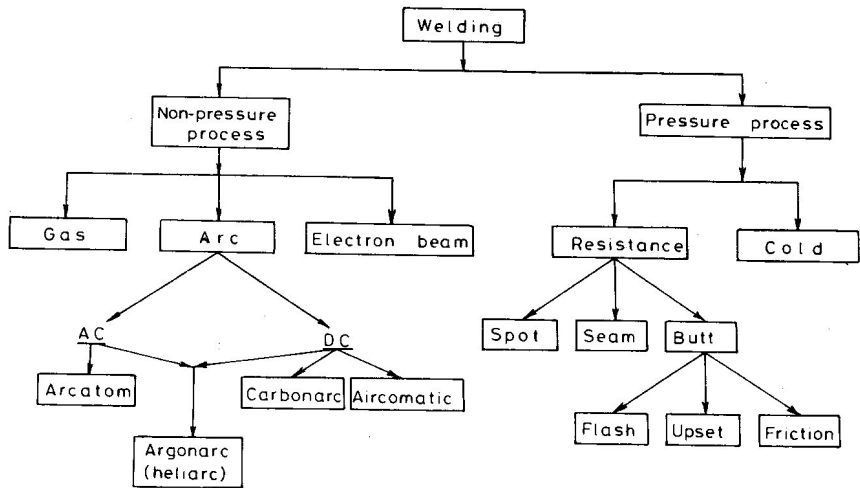 Welding
Non-pressure
process
Pressure process
Gas
Arc
Electron beam
Resistance
Cold
AC
DC
Spot
Seam
Butt
Arcatom
Carbonarc
Aircomatic
Argonarc
(heliarc)
Flash
Upset
Friction